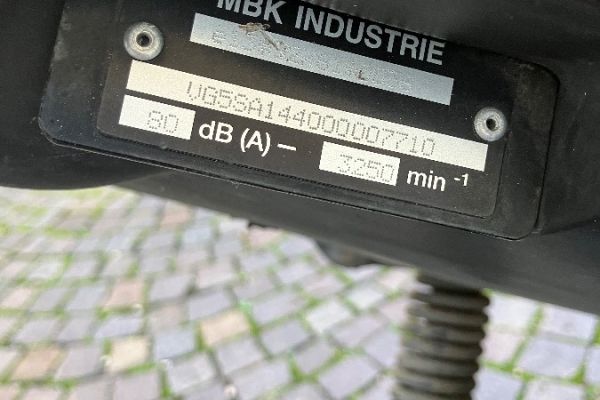 MBK INDUSTRIE
VG5SA144000007710
80 dB (A) – 3250 min -1